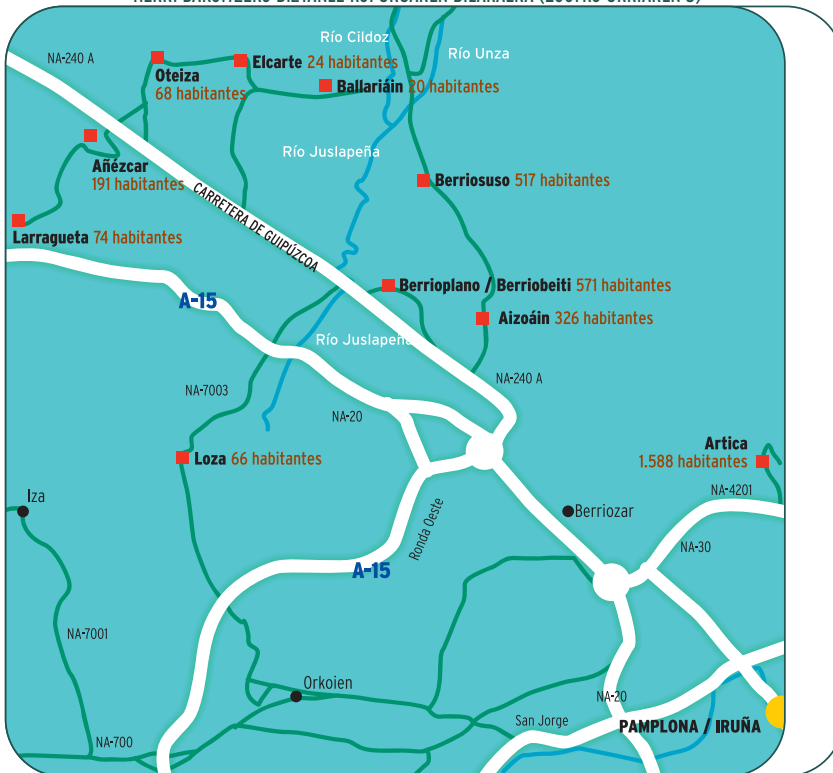 Río Cildoz
NA-240 A
Río Unza
Oteiza
68 habitantes
Elcarte 24 habitantes
Ballariáin 20 habitantes
Río Juslapeña
Añézcar
191 habitantes
Berriosuso 517 habitantes
CARRETERA DE GUIPÚZCOA
Larragueta 74 habitantes
Berrioplano / Berriobeiti 571 habitantes
A-15
Aizoáin 326 habitantes
Río Juslapeña
NA-240 A
NA-7003
NA-20
Artica
1.588 habitantes
Loza 66 habitantes
NA-4201
Iza
Berriozar
Ronda Oeste
NA-30
A-15
NA-7001
Orkoien
NA-20
San Jorge
PAMPLONA / IRUÑA
NA-700